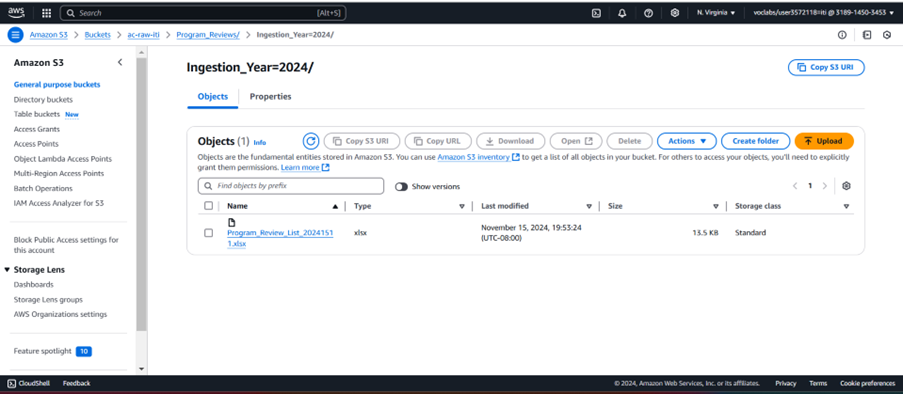 aws
Search
[Alt+S]
N. Virginia
voclabs/user3572118=iti @ 3189-1450-3453
Amazon S3
Buckets
ac-raw-iti
Program_Reviews/
Ingestion_Year=2024/
Amazon S3
General purpose buckets
Directory buckets
Table buckets New
Access Grants
Access Points
Object Lambda Access Points
Multi-Region Access Points
Batch Operations
IAM Access Analyzer for S3
Block Public Access settings for
this account
Storage Lens
Dashboards
Storage Lens groups
AWS Organizations settings
Feature spotlight 10
Ingestion_Year=2024/
Copy S3 URI
Objects
Properties
Objects (1) Info
Copy S3 URI
Copy URL
Download
Open
Delete
Actions
Create folder
Upload
Objects are the fundamental entities stored in Amazon S3. You can use Amazon S3 inventory to get a list of all objects in your bucket. For others to access your objects, you'll need to explicitly
grant them permissions. Learn more
Find objects by prefix
Show versions
1
Name
Type
Last modified
Size
Storage class
Program_Review_List_2024151
1.xlsx
xlsx
November 15, 2024, 19:53:24
(UTC-08:00)
13.5 KB
Standard
CloudShell
Feedback
© 2024, Amazon Web Services, Inc. or its affiliates.
Privacy
Terms
Cookie preferences